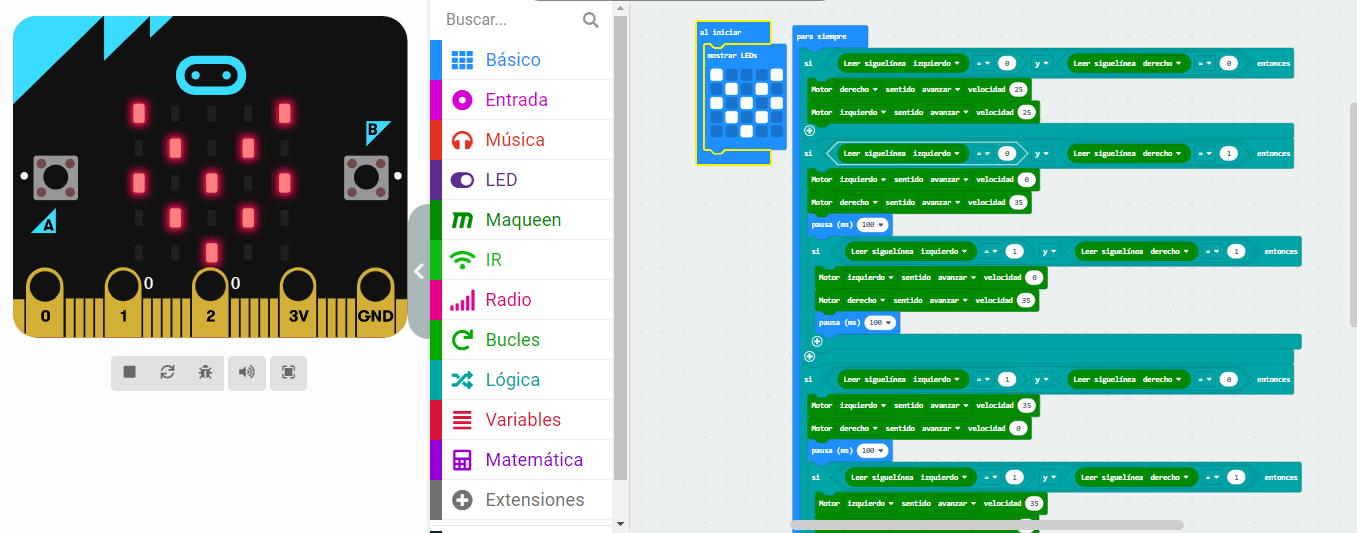 B
A
0
0
0
1
2
3V
GND
Buscar...
Básico
Entrada
Música
LED
Maqueen
IR
Radio
Bucles
Lógica
Variables
Matemática
Extensiones
al iniciar
mostrar LEDs
para siempre
si Leer siguelínea izquierdo = 0 y Leer siguelínea derecho = 0 entonces
Motor derecho sentido avanzar velocidad 25
Motor izquierdo sentido avanzar velocidad 25
si Leer siguelínea izquierdo = 0 y Leer siguelínea derecho = 1 entonces
Motor izquierdo sentido avanzar velocidad 0
Motor derecho sentido avanzar velocidad 35
pausa (ms) 100
si Leer siguelínea izquierdo = 1 y Leer siguelínea derecho = 1 entonces
Motor izquierdo sentido avanzar velocidad 0
Motor derecho sentido avanzar velocidad 35
pausa (ms) 100
si Leer siguelínea izquierdo = 1 y Leer siguelínea derecho = 0 entonces
Motor izquierdo sentido avanzar velocidad 35
Motor derecho sentido avanzar velocidad 0
pausa (ms) 100
si Leer siguelínea izquierdo = 1 y Leer siguelínea derecho = 1 entonces
Motor izquierdo sentido avanzar velocidad 35